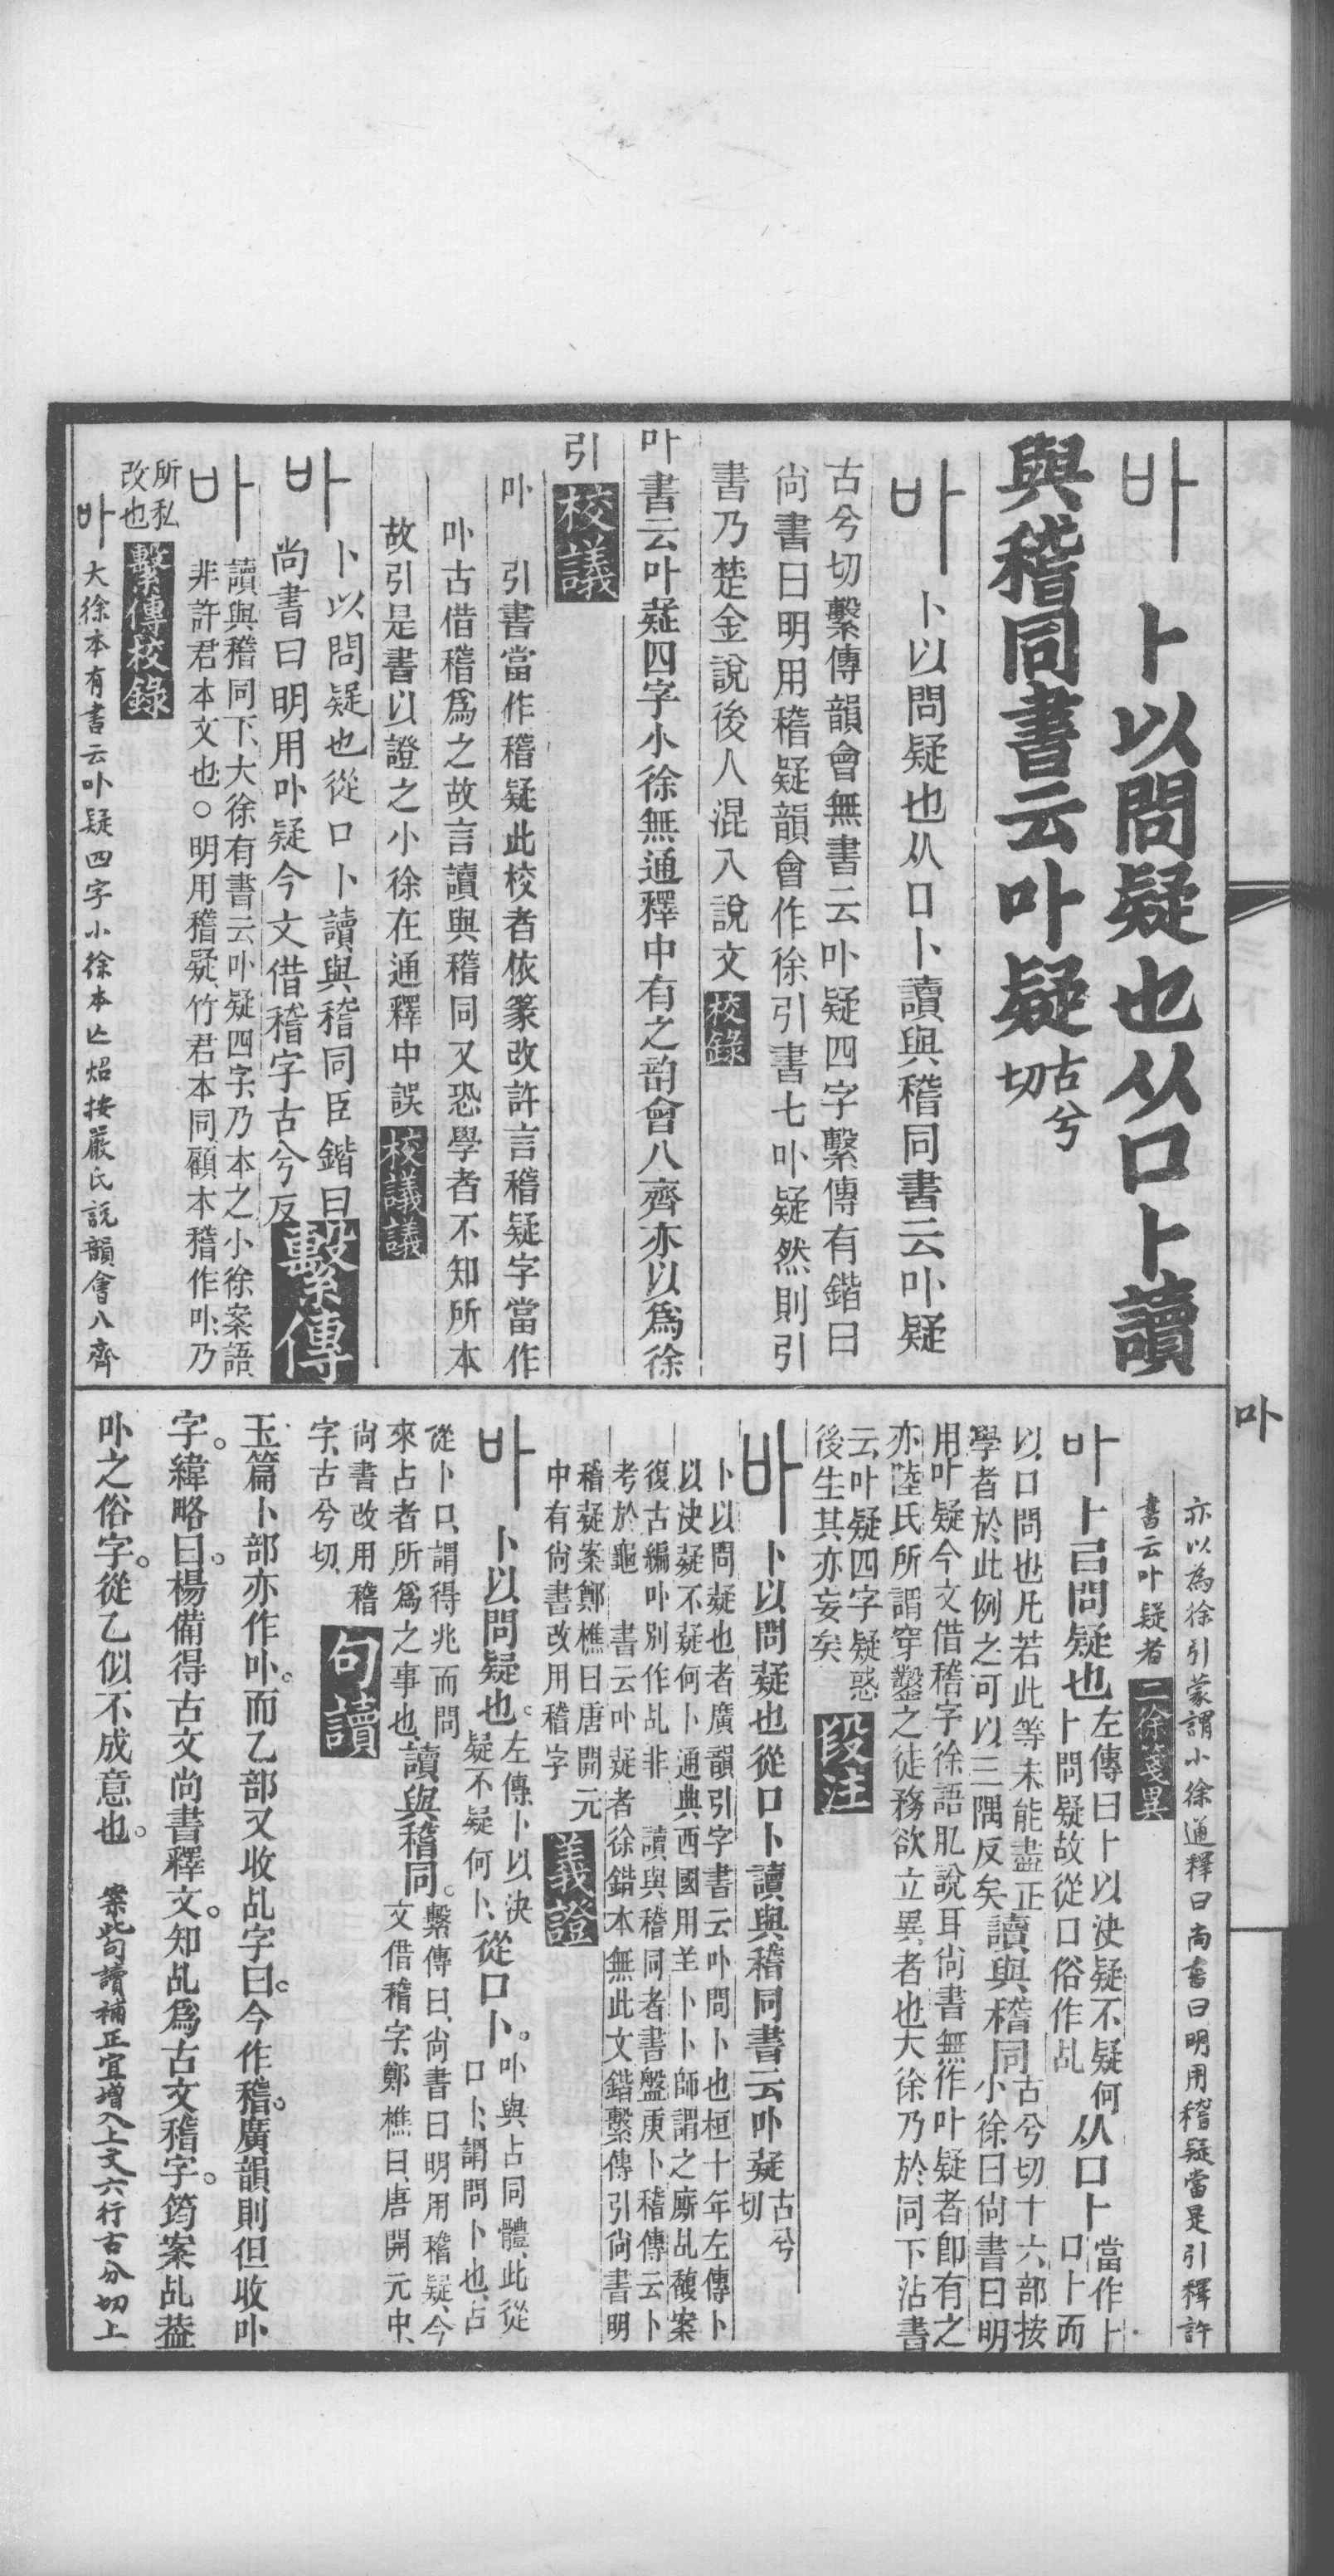 卜以問疑也从口卜讀
與稽同書云卟疑古兮
切
卜以問疑也从口卜讀與稽同書云卟疑
古兮切繫傳韻會無書云卟疑四字繫傳有鍇曰
尚書曰明用稽疑韻會作徐引書七卟疑然則引
書乃楚金說後人混入說文校錄
卟書云卟疑四字小徐無通釋中有之韵會八齊亦以爲徐
引校議
卟　引書當作稽疑此校者依篆改許言稽疑字當作
卟古借稽爲之故言讀與稽同又恐學者不知所本
故引是書以證之小徐在通釋中誤校議議
卜以問疑也從口卜讀與稽同臣鍇曰
尚書曰明用卟疑今文借稽字古兮反繫傳
讀與稽同下大徐有書云卟疑四字乃本之小徐案語
非許君本文也○明用稽疑竹君本同顧本稽作卟乃
所私
改也繫傳校錄
大徐本有書云卟疑四字小徐本亾炤按嚴氏說韻會八齊
卟
亦以為徐引蒙謂小徐通釋曰尚書曰明用稽疑當是引釋許
書云卟疑者二徐箋異
卜㠯問疑也左傳曰卜以決疑不疑何从口卜當作卜
卜問疑故從口俗作乩口卜而
以口問也凡若此等未能盡正讀與稽同古兮切十六部按
學者於此例之可以三隅反矣小徐曰尚書曰明
用卟疑今文借稽字徐語肊說耳尚書無作卟疑者卽有之
亦陸氏所謂穿鑿之徒務欲立異者也大徐乃於同下沾書
云卟疑四字疑惑
後生其亦妄矣段注
卜以問疑也從口卜讀與稽同書云卟疑古兮
切
卜以問疑也者廣韻引字書云卟問卜也桓十年左傳卜
以決疑不疑何卜通典西國用羊卜卜師謂之廝乩馥案
復古編卟別作乩非　讀與稽同者書盤庚卜稽傳云卜
考於龜　書云卟疑者徐鍇本無此文鍇繫傳引尚書明
稽疑案鄭樵曰唐開元
中有尚書改用稽字義證
卜以問疑也左傳卜以決
疑不疑何卜從口卜卟與占同體此從
口卜謂問卜也占
從卜口謂得兆而問
來占者所爲之事也讀與稽同繫傳曰尚書曰明用稽疑今
文借稽字鄭樵曰唐開元中
尚書改用稽
字古兮切句讀
玉篇卜部亦作卟而乙部又收乩字曰今作稽廣韻則但收卟
字緯略曰楊備得古文尚書釋文知乩爲古文稽字筠案乩葢
卟之俗字從乙似不成意也　案此句讀補正宜增入上文六行古分切上